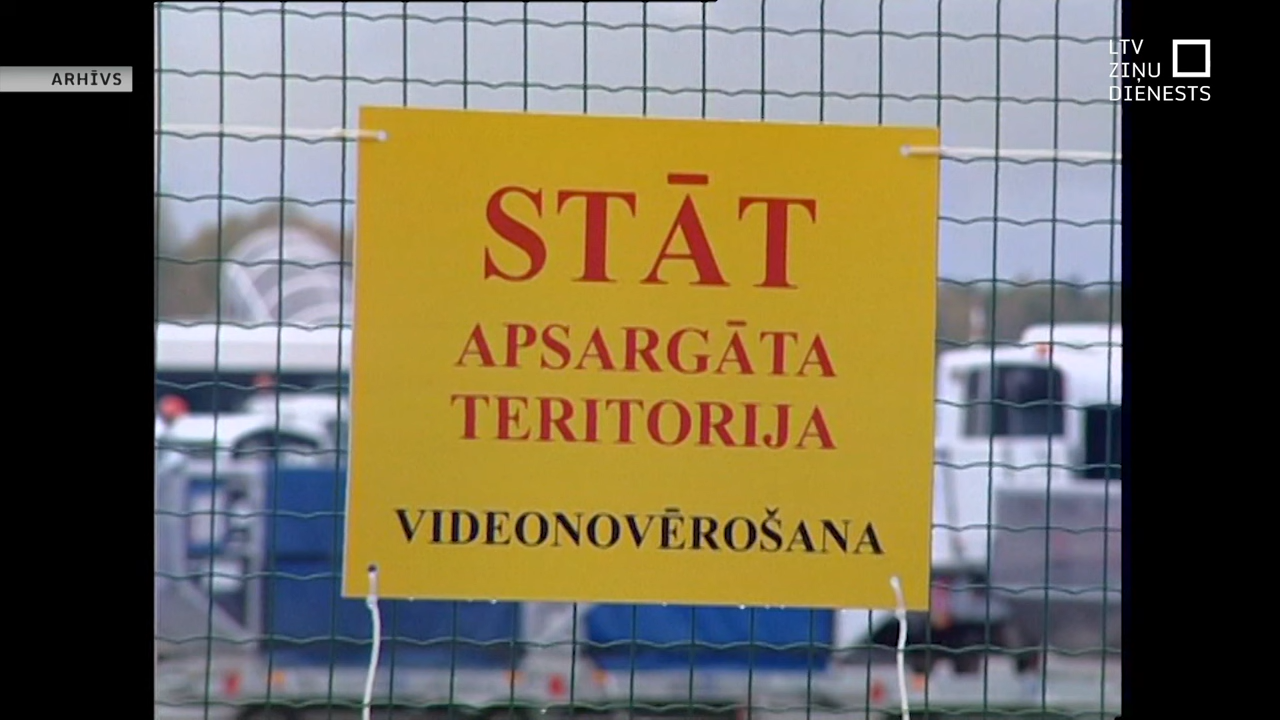 ARHĪVS
LTV
ZIŅU
DIENESTS
STĀT
APSARGĀTA
TERITORIJA
VIDEONOVĒROŠANA